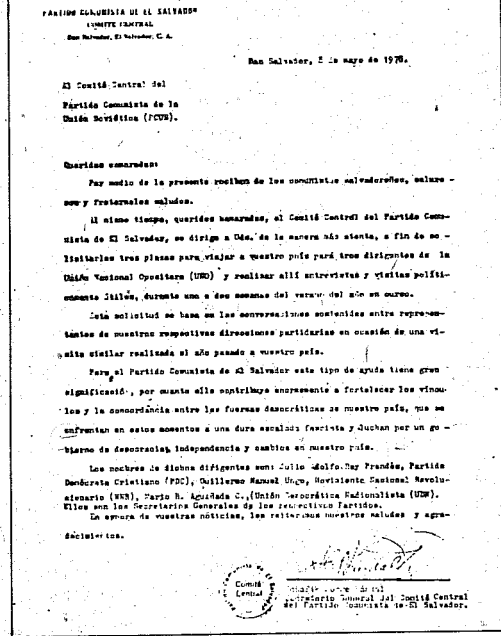 PARTIDO COMUNISTA DE EL SALVADOR
COMITE CENTRAL
San Salvador, El Salvador, C. A.
San Salvador, 2 de mayo de 1978.
El Comité Central del
Partido Comunista de la
Unión Soviética (PCUS).
Queridos camaradas:
Por medio de la presente reciban de los comunistas salvadoreños, caluro -
sos y fraternales saludos.
Al mismo tiempo, queridos kamaradas, el Comité Central del Partido Comu-
nista de El Salvador, se dirige a Uds. de la manera más atenta, a fin de so -
licitarles tres plazas para viajar a vuestro país para tres dirigentes de la
Unión Nacional Opositora (UNO) y realizar allí entrevistas y visitas políti-
camente útiles, durante una o dos semanas del verano del año en curso.
Esta solicitud se basa en las conversaciones sostenidas entre represen-
tantes de nuestras respectivas direcciones partidarias en ocasión de una vi-
sita similar realizada el año pasado a vuestro país.
Para el Partido Comunista de El Salvador este tipo de ayuda tiene gran
significació., por cuanto ella contribuye enormemente a fortalecer los víncu-
los y la concordancia entre las fuerzas democráticas de nuestro país, que se
enfrentan en estos momentos a una dura escalada fascista y luchan por un go -
bierno de democracia, independencia y cambios en nuestro país.
Los nombres de dichos dirigentes son: Julio Adolfo Rey Prendés, Partido
Demócrata Cristiano (PDC), Guillermo Manuel Ungo, Movimiento Nacional Revolu-
cionario (MNR), Mario R. Aguiñada C., (Unión Democrática Nacionalista (UDN).
Ellos son los Secretarios Generales de los respectivos Partidos.
En espera de vuestras noticias, les reiteramos nuestros saludos y agra-
decimientos.
Comité
Central
Secretario General del Comité Central
del Partido Comunista de El Salvador.